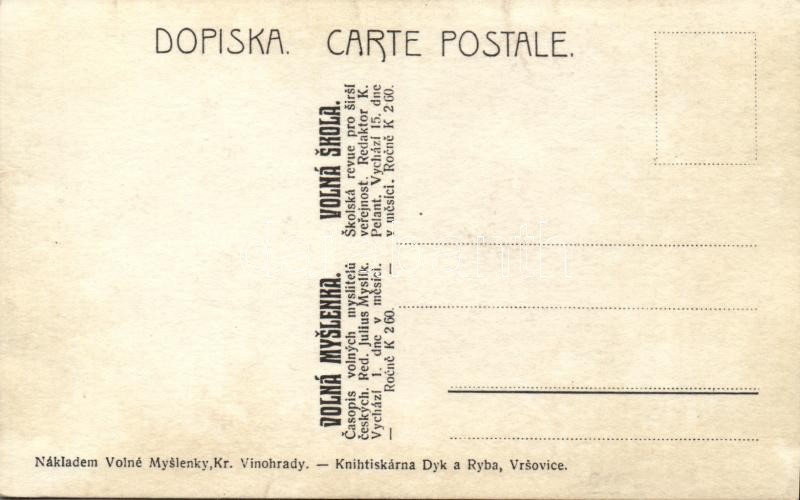 DOPISKA. CARTE POSTALE.
VOLNÁ MYŠLENKA.
Časopis volných myslitelů
českých. Red. Julius Myslík.
Vychází 1. dne v měsíci.
— Ročně K 2·60. —
VOLNÁ ŠKOLA.
Školská revue pro širší
veřejnost. Redaktor K.
Pelant. Vychází 15. dne
v měsíci. Ročně K 2·60.
Nákladem Volné Myšlenky, Kr. Vinohrady. — Knihtiskárna Dyk a Ryba, Vršovice.